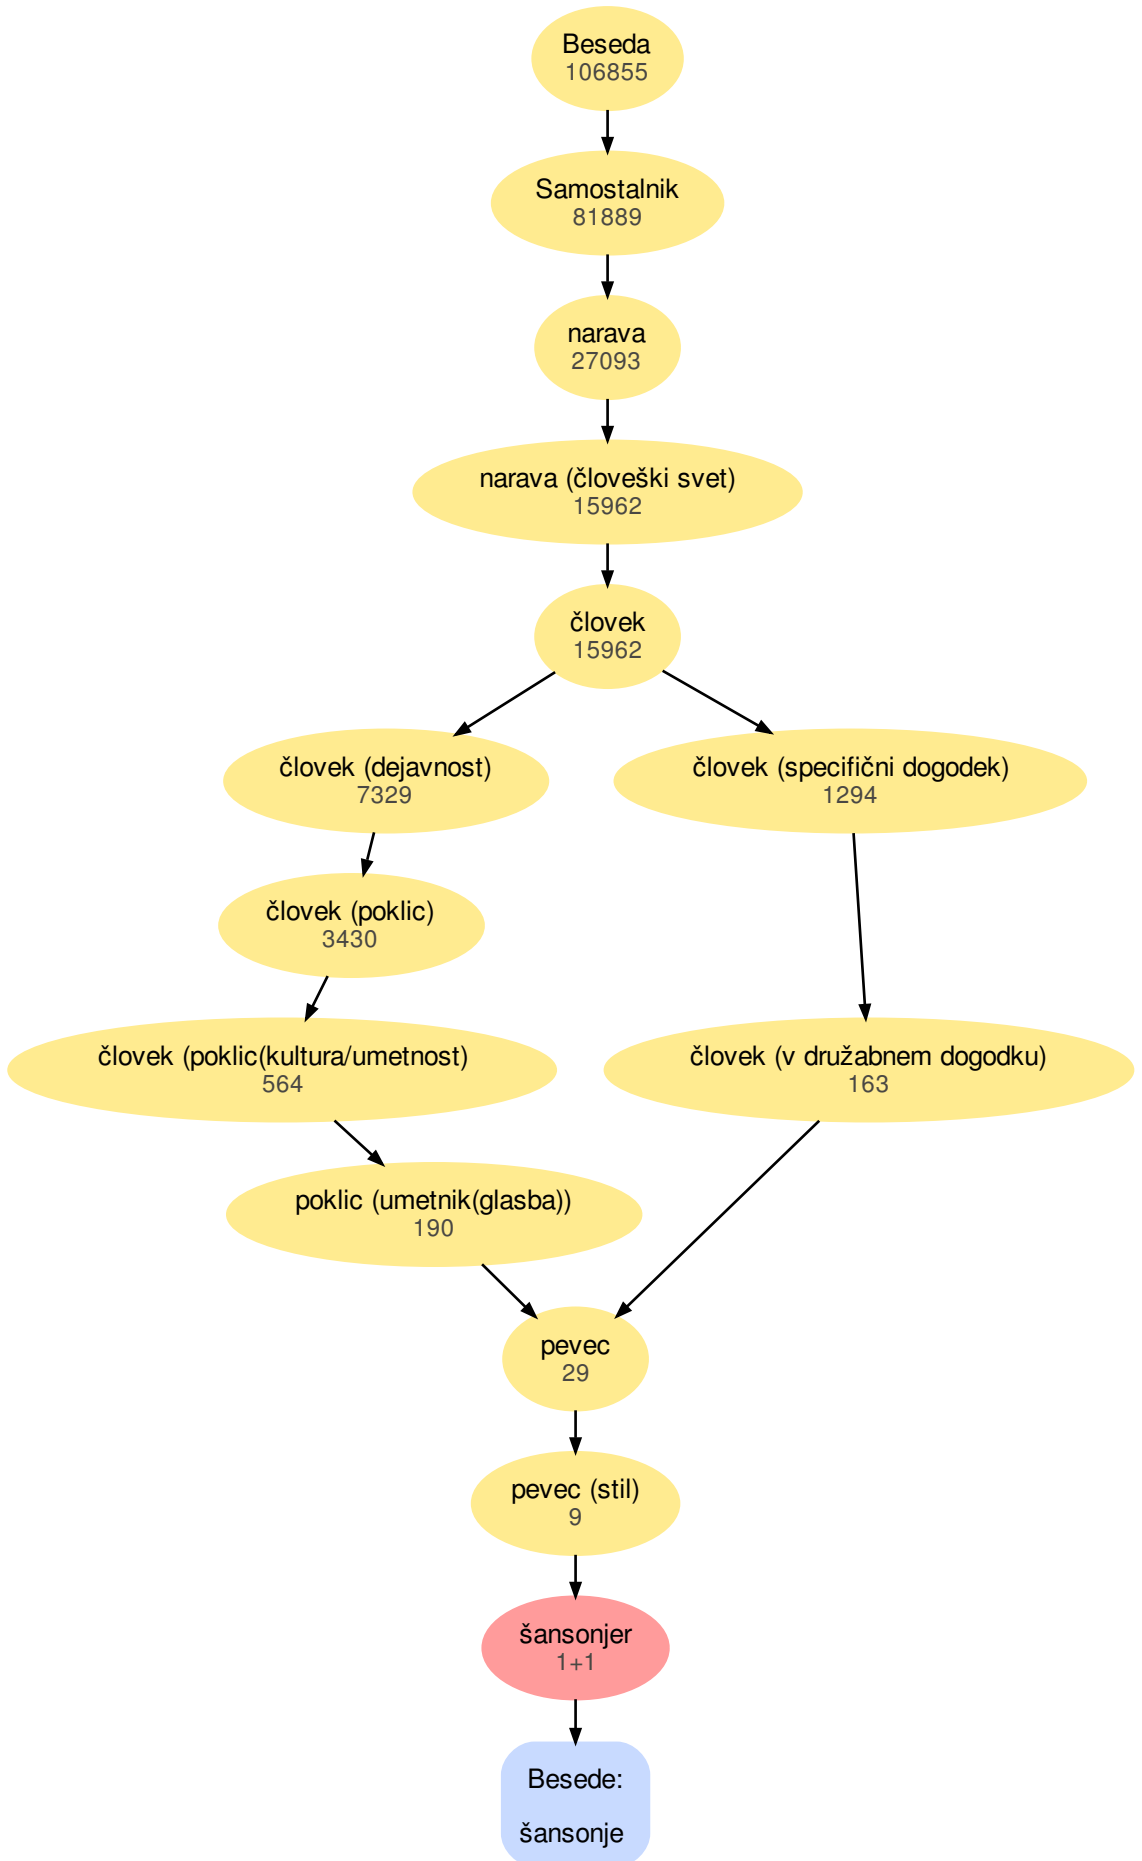 Beseda
106855
Samostalnik
81889
narava
27093
narava (človeški svet)
15962
človek
15962
človek (dejavnost)
7329
človek (specifični dogodek)
1294
človek (poklic)
3430
človek (poklic(kultura/umetnost)
564
človek (v družabnem dogodku)
163
poklic (umetnik(glasba))
190
pevec
29
pevec (stil)
9
šansonjer
1+1
Besede:
šansonje